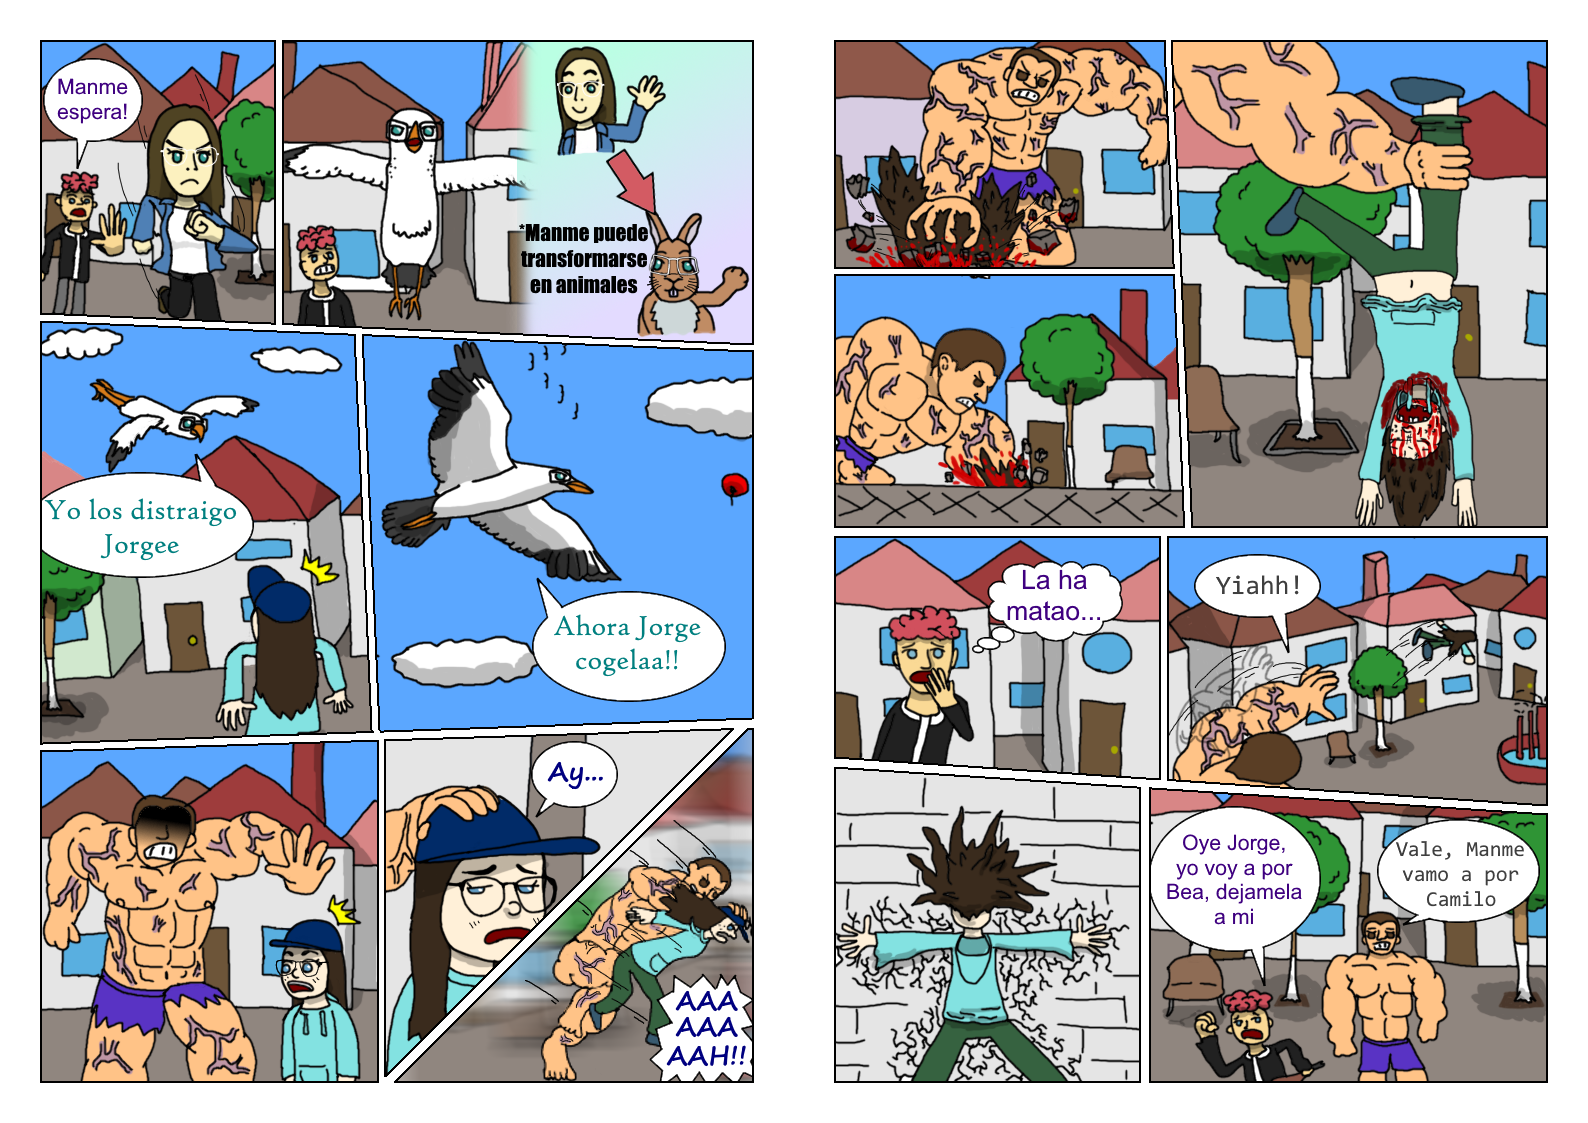 Manme
espera!
*Manme puede
transformarse
en animales
Yo los distraigo
Jorgee
Ahora Jorge
cogelaa!!
Ay...
AAA
AAA
AAH!!
La ha
matao...
Yiahh!
Oye Jorge,
yo voy a por
Bea, dejamela
a mi
Vale, Manme
vamo a por
Camilo